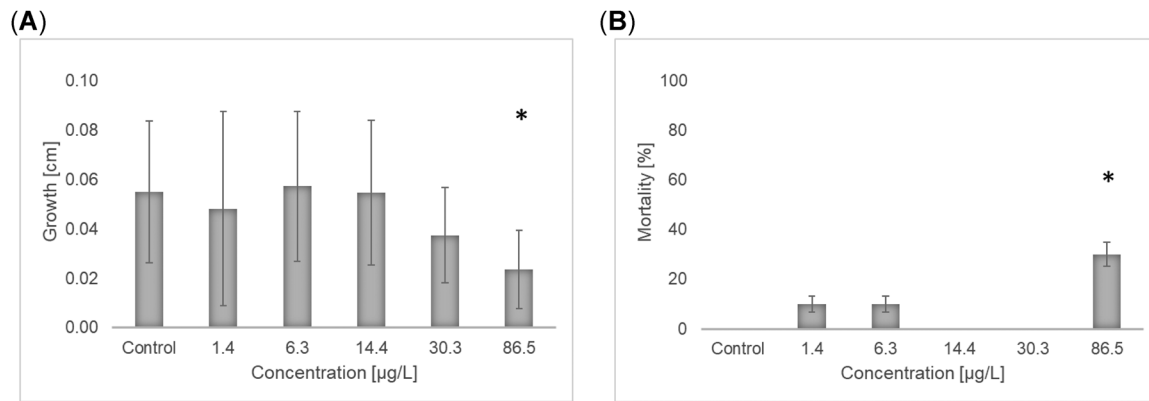 (A)
Growth [cm]
0.10
0.08
0.06
0.04
0.02
0.00
*
Control 1.4 6.3 14.4 30.3 86.5
Concentration [µg/L]
(B)
Mortality [%]
100
80
60
40
20
0
*
Control 1.4 6.3 14.4 30.3 86.5
Concentration [µg/L]